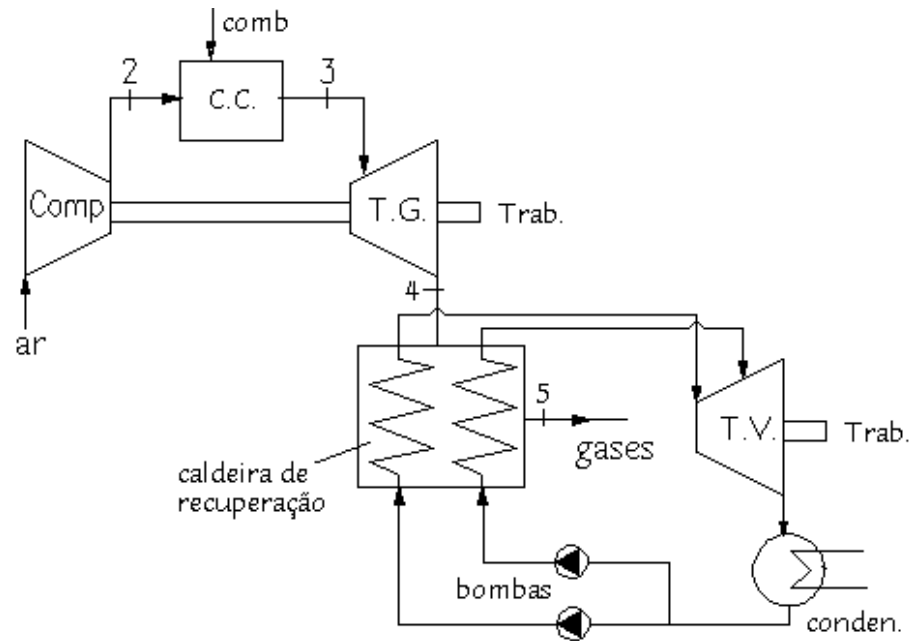 comb
2
C.C.
3
Comp
T.G.
Trab.
ar
4
5
gases
T.V.
Trab.
caldeira de
recuperação
bombas
conden.